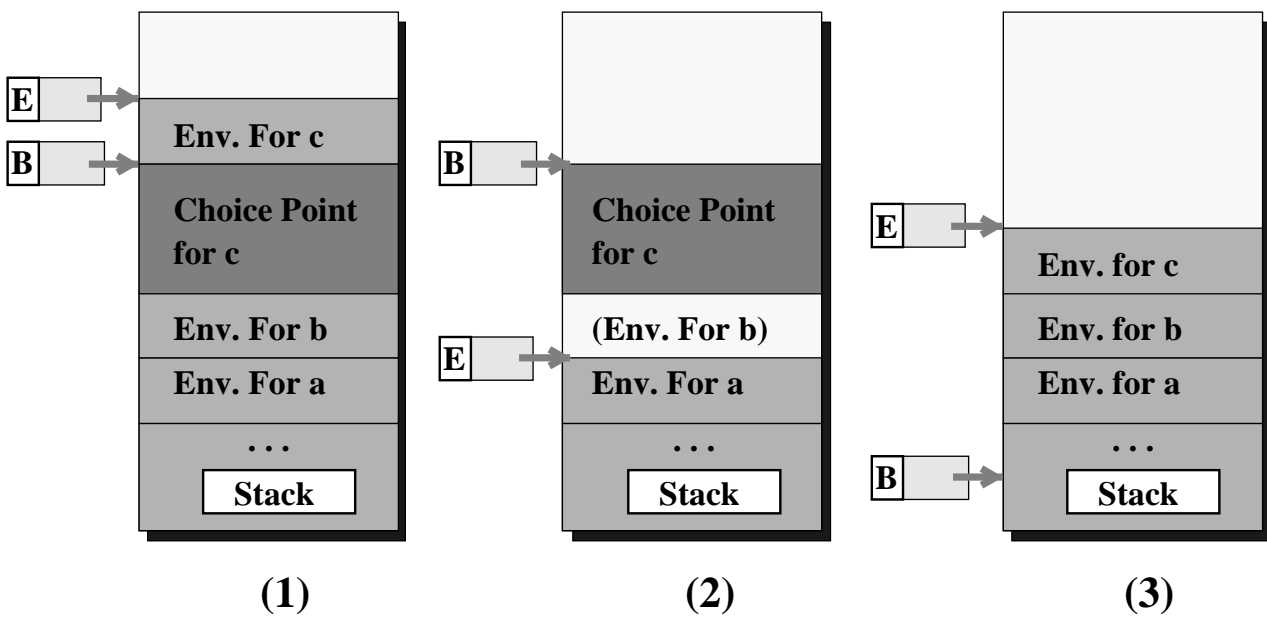 E
Env. For c
B
Choice Point
for c
Env. For b
Env. For a
...
Stack
(1)
B
Choice Point
for c
(Env. For b)
E
Env. For a
...
Stack
(2)
E
Env. for c
Env. for b
Env. for a
...
B
Stack
(3)